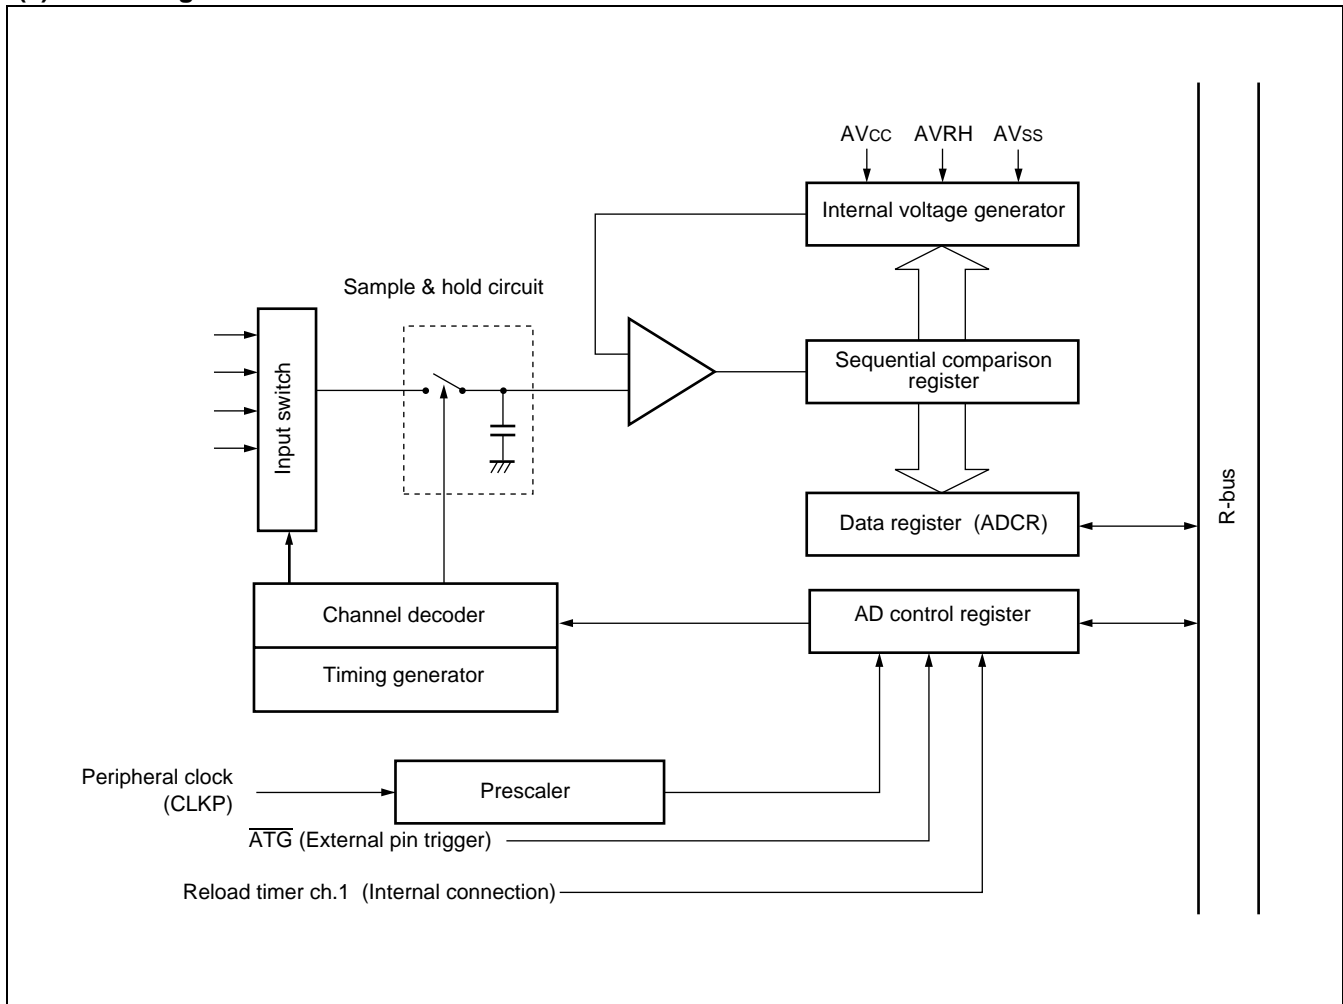 AVCC AVRH AVSS
Internal voltage generator
Sample & hold circuit
Input switch
Sequential comparison
register
Data register (ADCR)
R-bus
Channel decoder
AD control register
Timing generator
Peripheral clock
(CLKP)
Prescaler
ATG (External pin trigger)
Reload timer ch.1 (Internal connection)